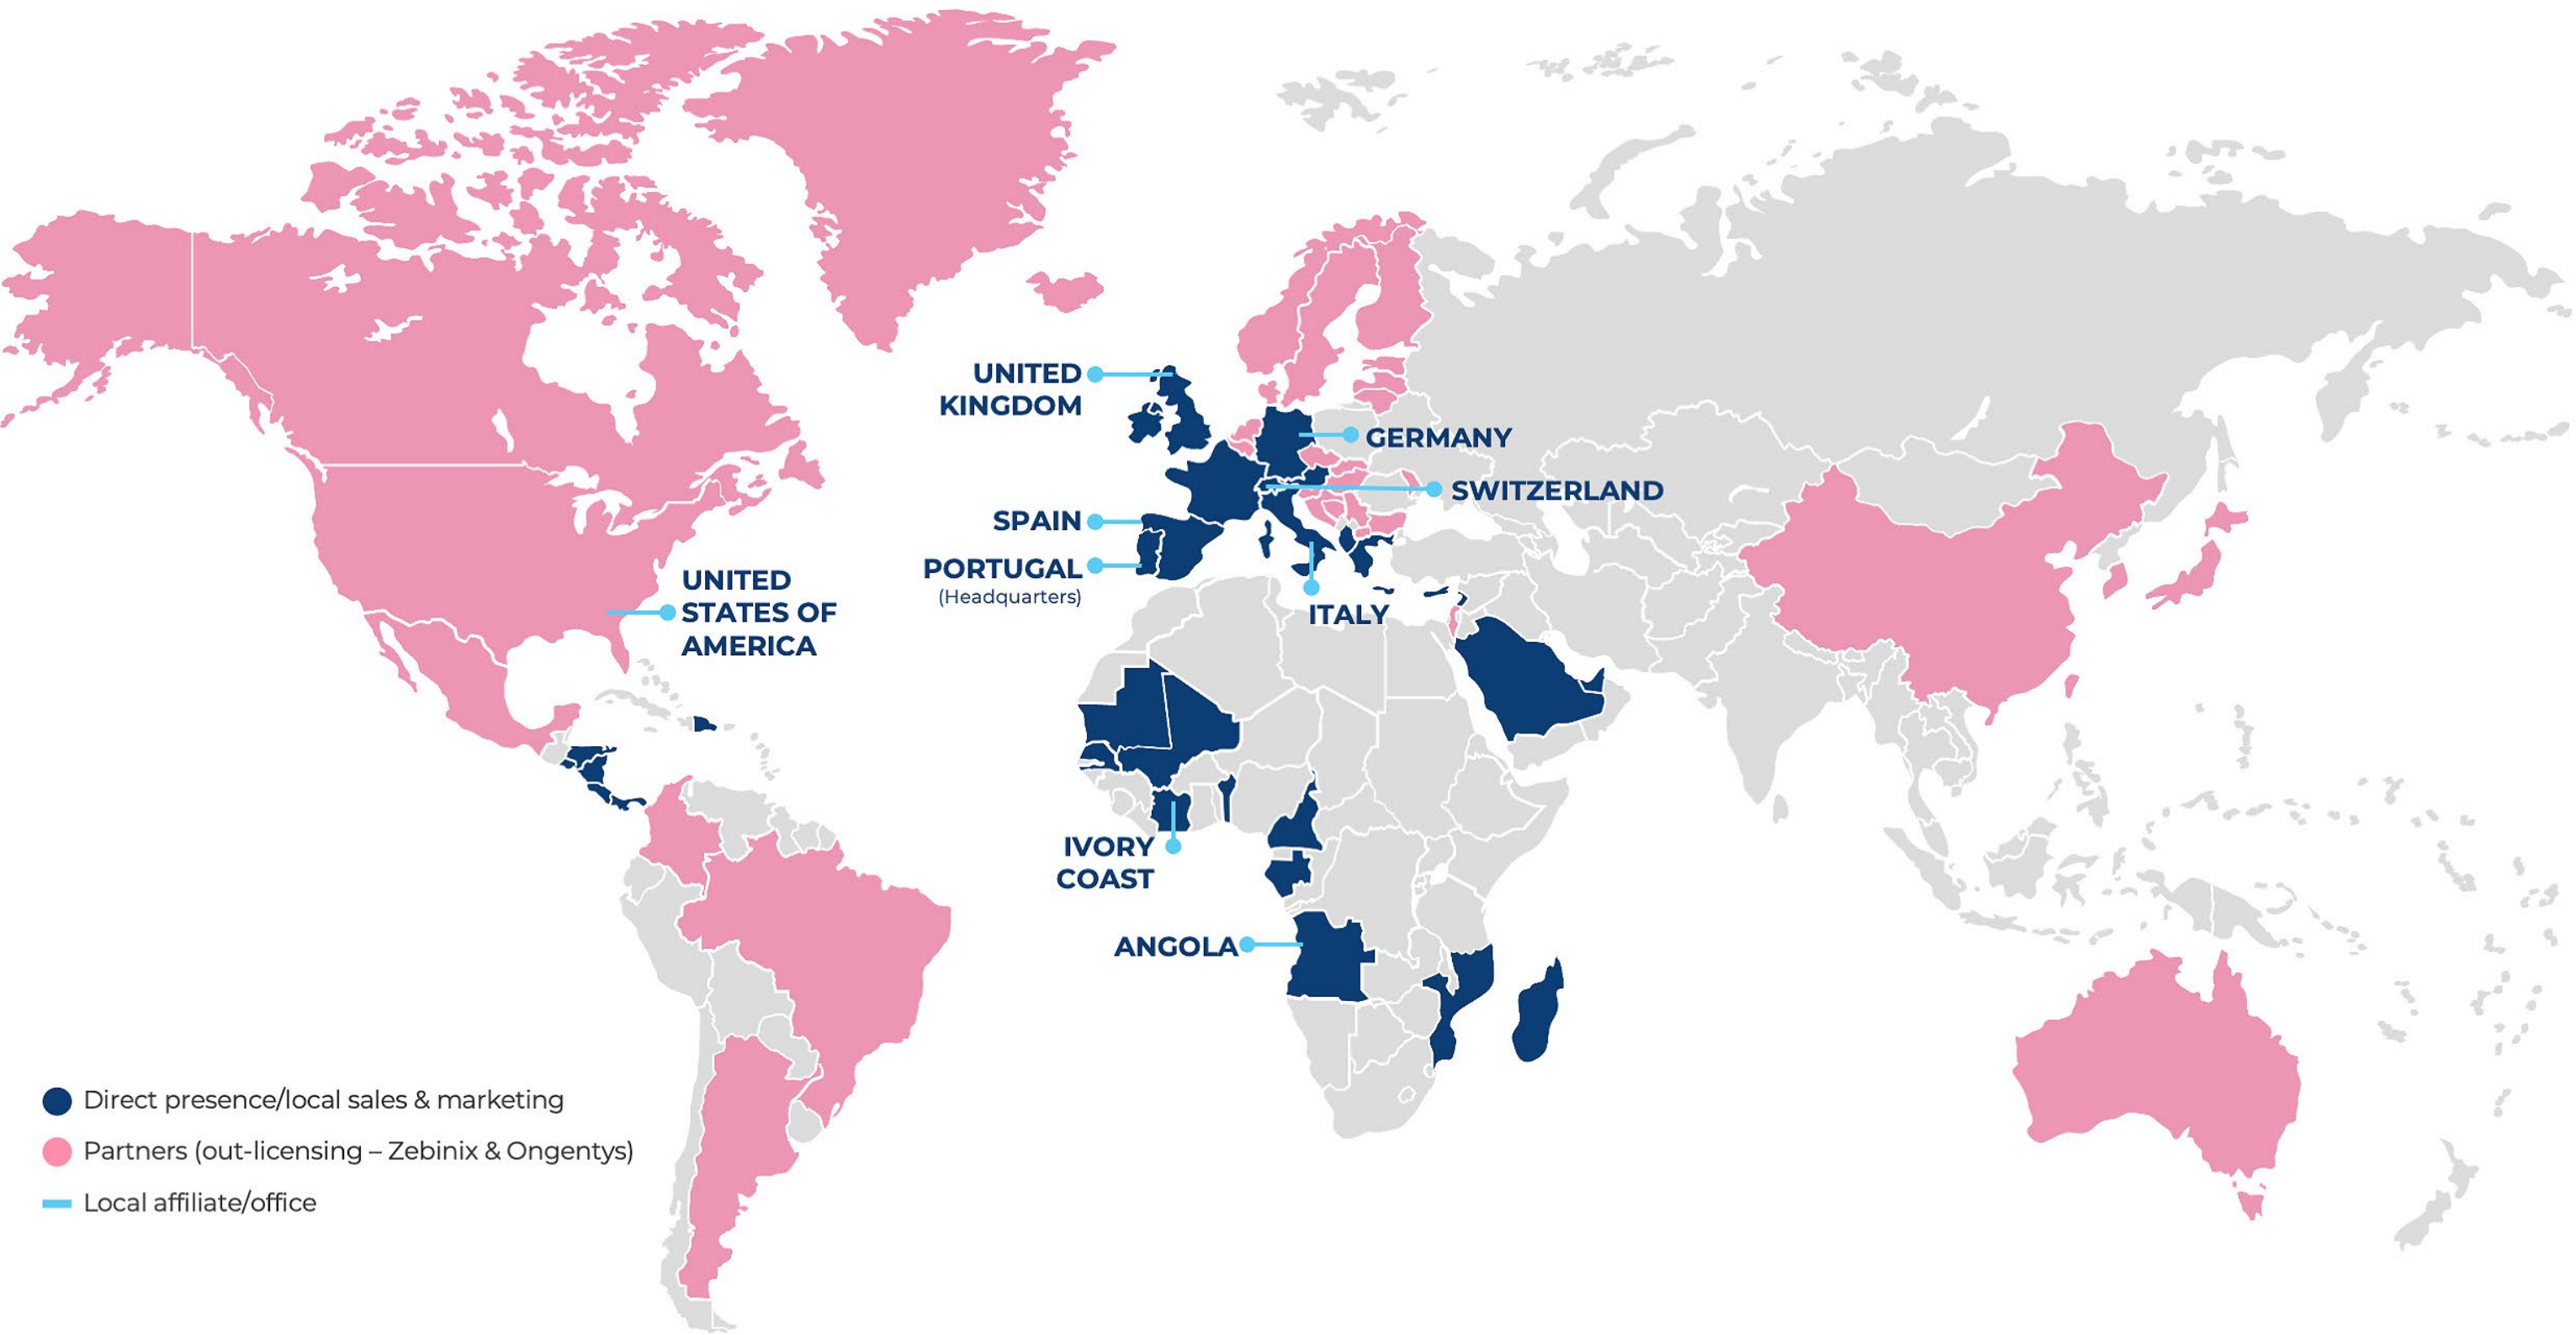 UNITED
KINGDOM
GERMANY
SWITZERLAND
SPAIN
PORTUGAL
(Headquarters)
ITALY
UNITED
STATES OF
AMERICA
IVORY
COAST
ANGOLA
Direct presence/local sales & marketing
Partners (out-licensing – Zebinix & Ongentys)
Local affiliate/office